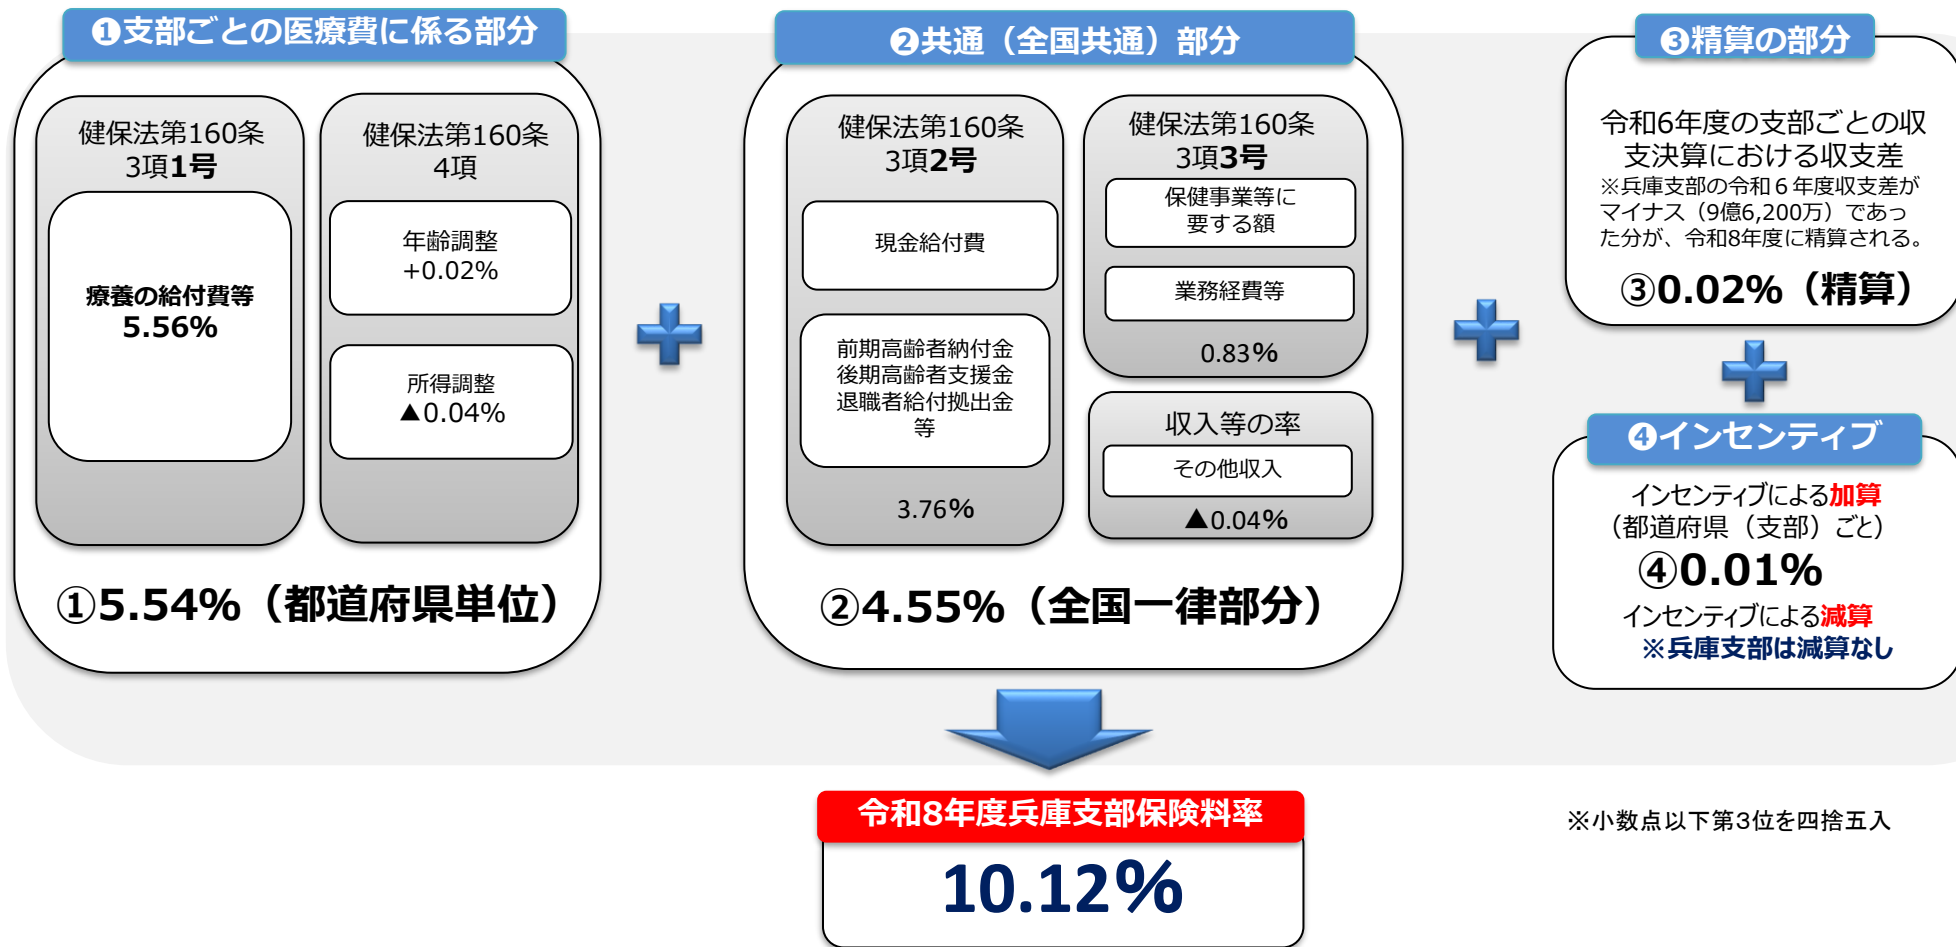 ❶支部ごとの医療費に係る部分
健保法第160条
3項1号
療養の給付費等
5.56%
健保法第160条
4項
年齢調整
+0.02%
所得調整
▲0.04%
①5.54%（都道府県単位）
❷共通（全国共通）部分
健保法第160条
3項2号
現金給付費
前期高齢者納付金
後期高齢者支援金
退職者給付拠出金
等
3.76%
健保法第160条
3項3号
保健事業等に
要する額
業務経費等
0.83%
収入等の率
その他収入
▲0.04%
②4.55%（全国一律部分）
❸精算の部分
令和6年度の支部ごとの収
支決算における収支差
※兵庫支部の令和６年度収支差が
マイナス（9億6,200万）であっ
た分が、令和8年度に精算される。
③0.02%（精算）
❹インセンティブ
インセンティブによる加算
（都道府県（支部）ごと）
④0.01%
インセンティブによる減算
※兵庫支部は減算なし
令和8年度兵庫支部保険料率
10.12%
※小数点以下第3位を四捨五入